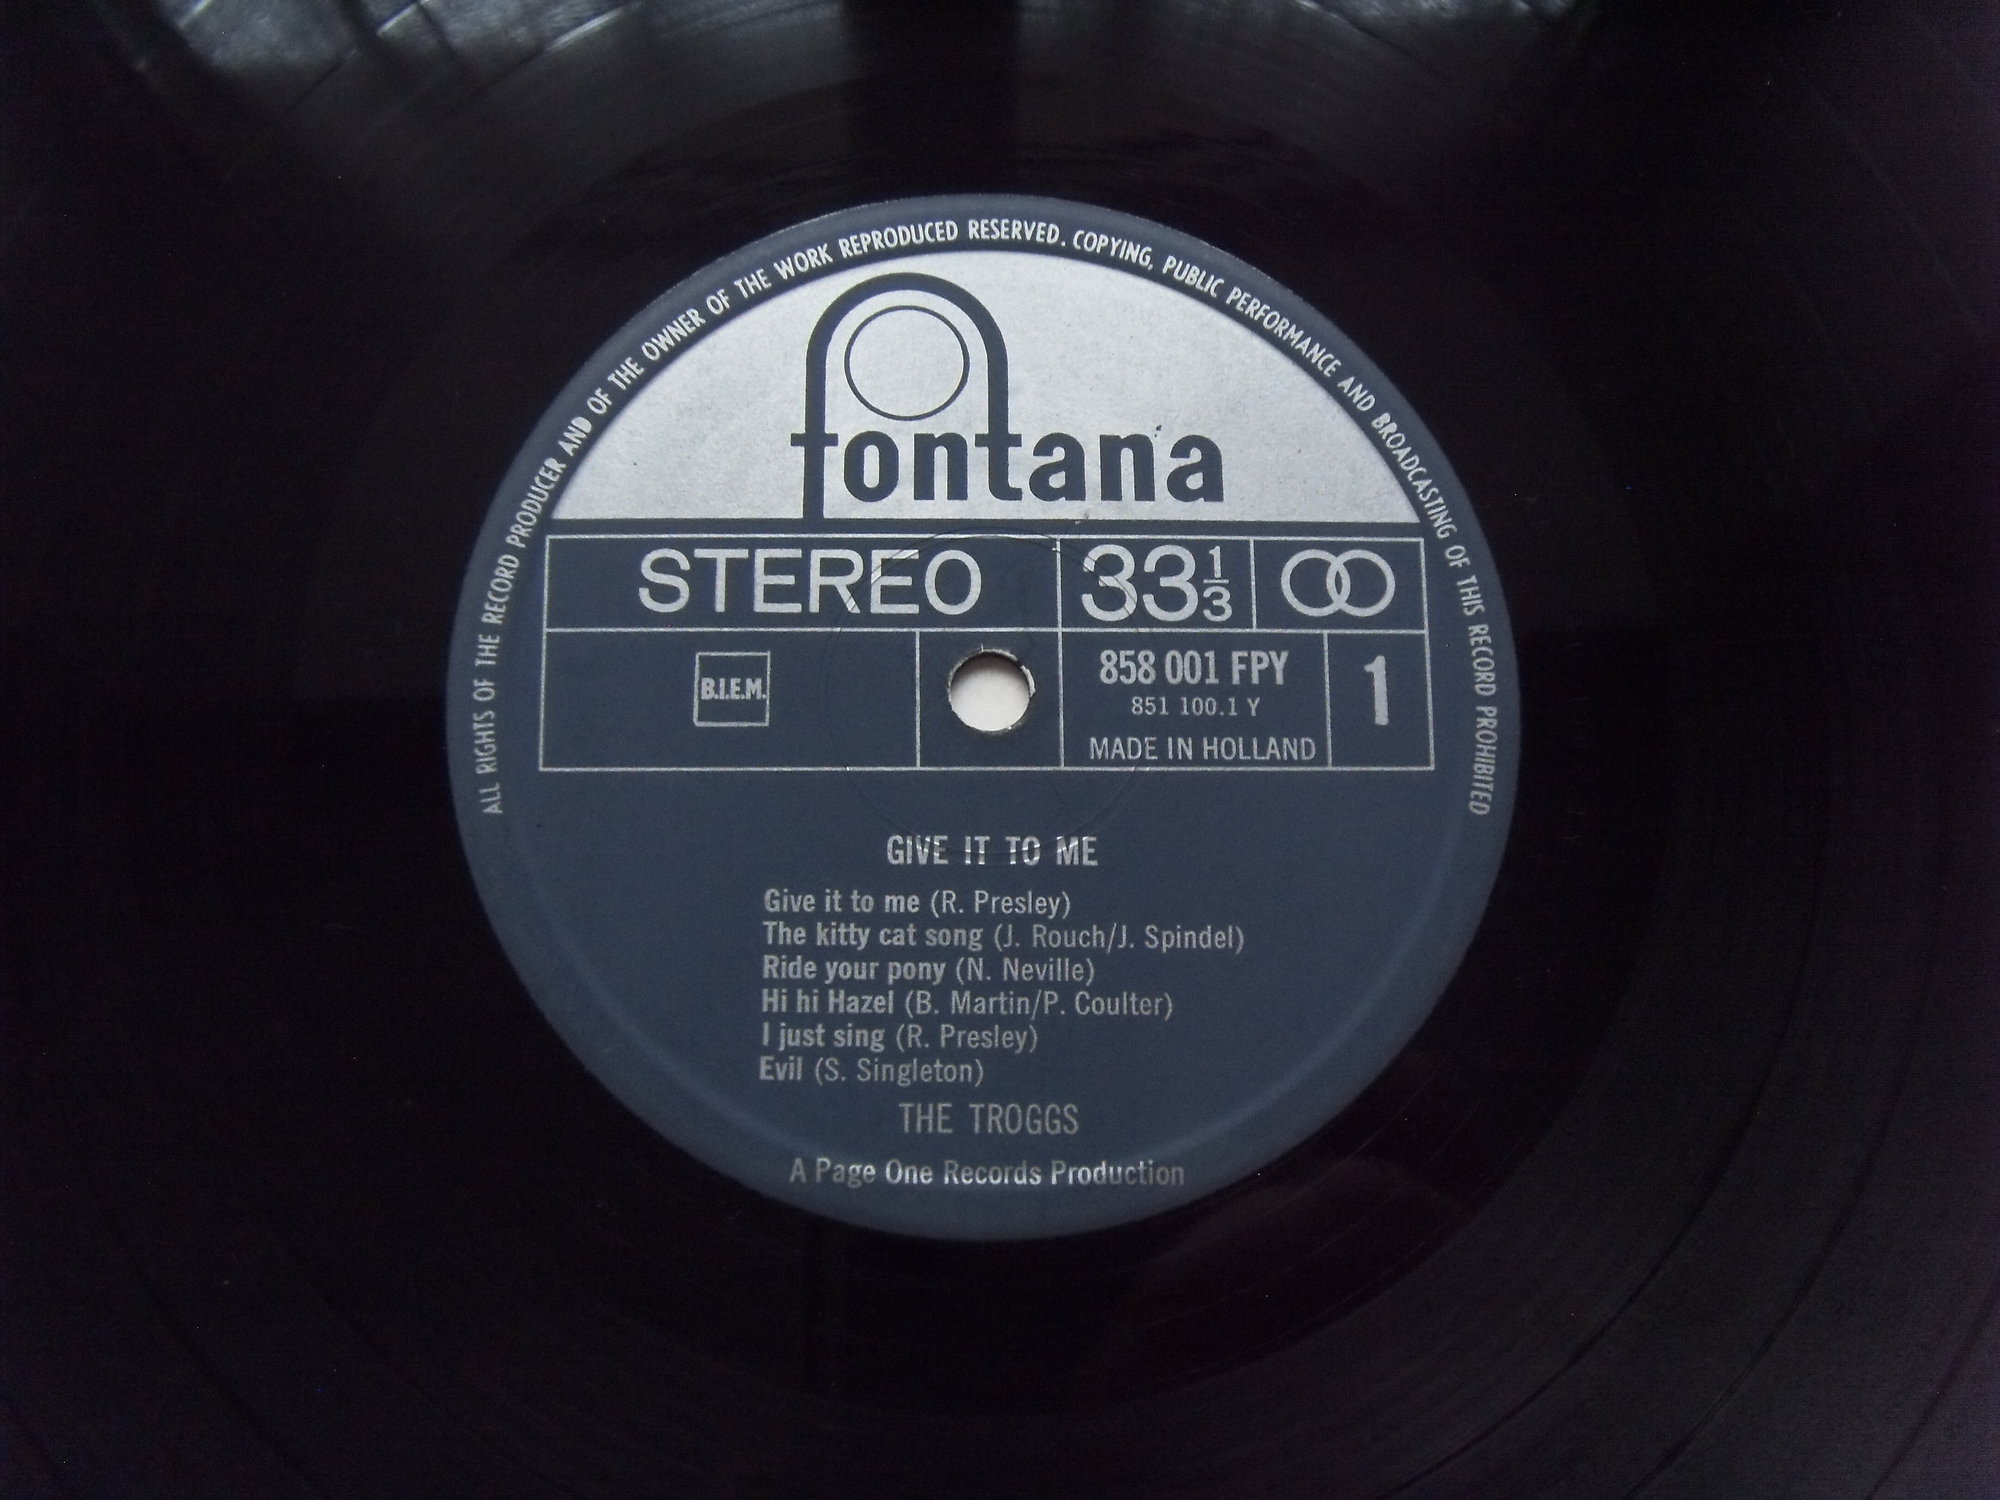 ALL RIGHTS OF THE RECORD PRODUCER AND OF THE OWNER OF THE WORK REPRODUCED RESERVED. COPYING, PUBLIC PERFORMANCE AND BROADCASTING OF THIS RECORD PROHIBITED
fontana
STEREO 33 1/3
B.I.E.M. 858 001 FPY 1
851 100.1 Y
MADE IN HOLLAND
GIVE IT TO ME
Give it to me (R. Presley)
The kitty cat song (J. Rouch/J. Spindel)
Ride your pony (N. Neville)
Hi hi Hazel (B. Martin/P. Coulter)
I just sing (R. Presley)
Evil (S. Singleton)
THE TROGGS
A Page One Records Production